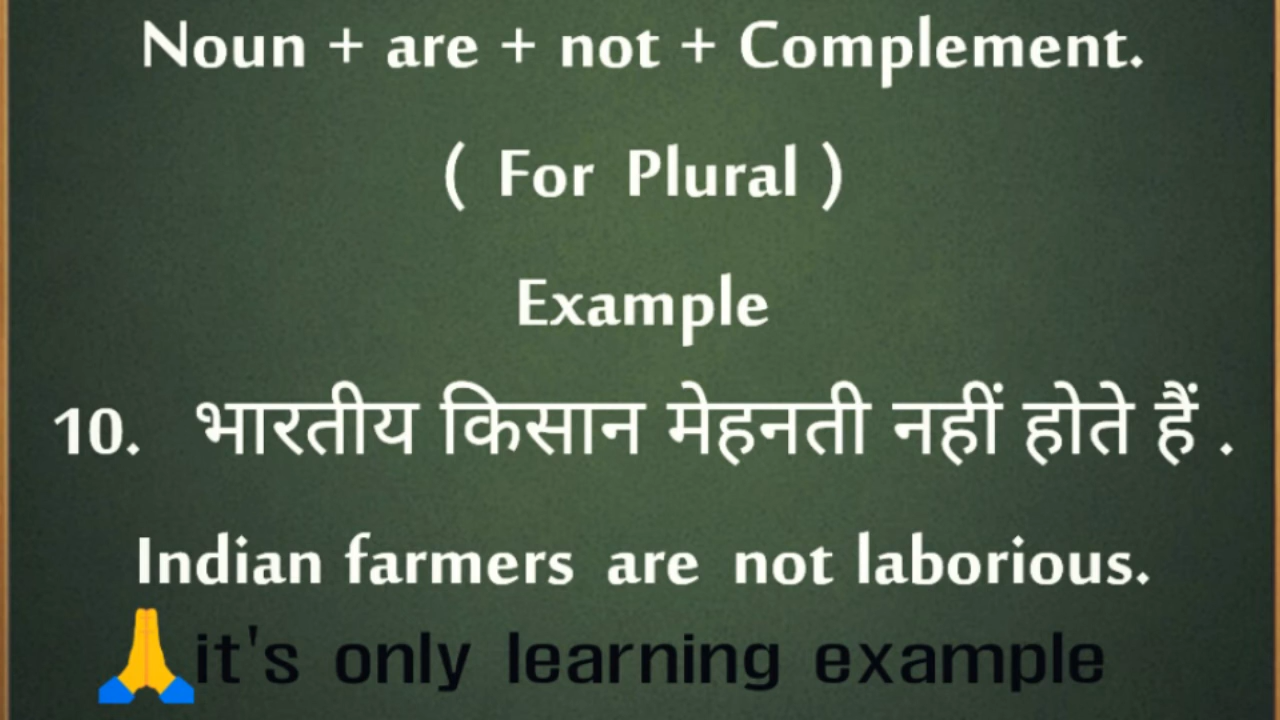 Noun + are + not + Complement.
( For Plural )
Example
10. भारतीय किसान मेहनती नहीं होते हैं .
Indian farmers are not laborious.
🙏it's only learning example